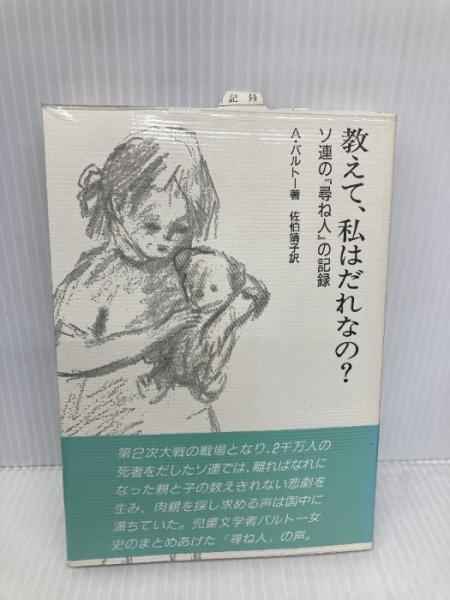 記録
教えて、私はだれなの?
ソ連の『尋ね人』の記録
A・バルトー著 佐伯靖子訳
第2次大戦の戦場となり、2千万人の
死者をだしたソ連では、離ればなれに
なった親と子の数えきれない悲劇を
生み、肉親を探し求める声は国中に
満ちていた。児童文学者バルトー女
史のまとめあげた「尋ね人」の声。